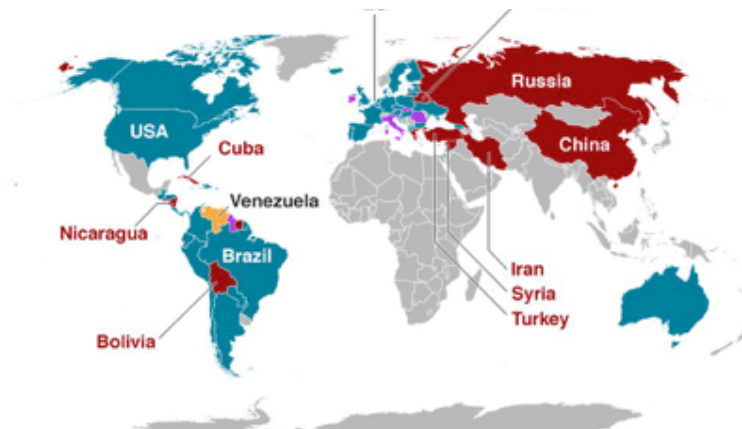 Russia
USA
China
Cuba
Venezuela
Nicaragua
Brazil
Iran
Syria
Bolivia
Turkey